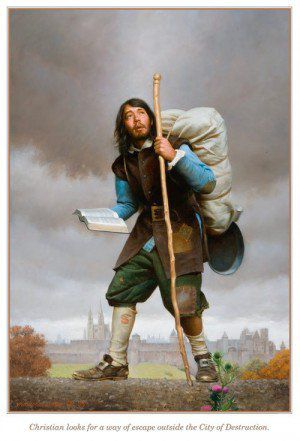 Christian looks for a way of escape outside the City of Destruction.